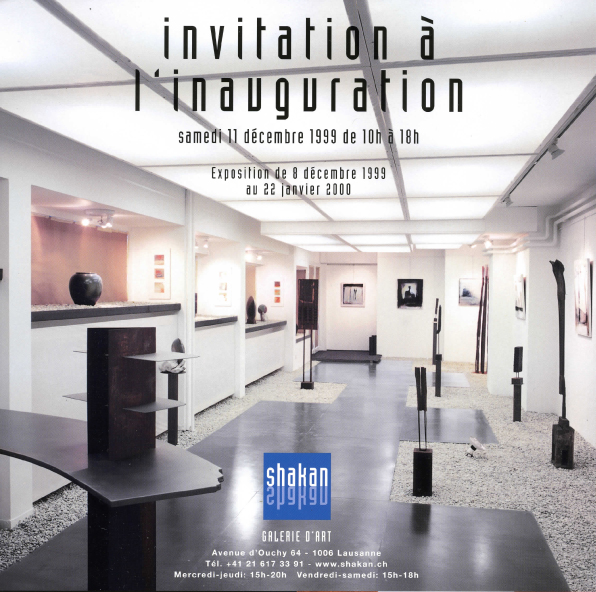 invitation à
l'inauguration
samedi 11 décembre 1999 de 10h à 18h
Exposition de 8 décembre 1999
au 22 janvier 2000
shakan
GALERIE D'ART
Avenue d'Ouchy 64 - 1006 Lausanne
Tél. +41 21 617 33 91 - www.shakan.ch
Mercredi-jeudi: 15h-20h Vendredi-samedi: 15h-18h